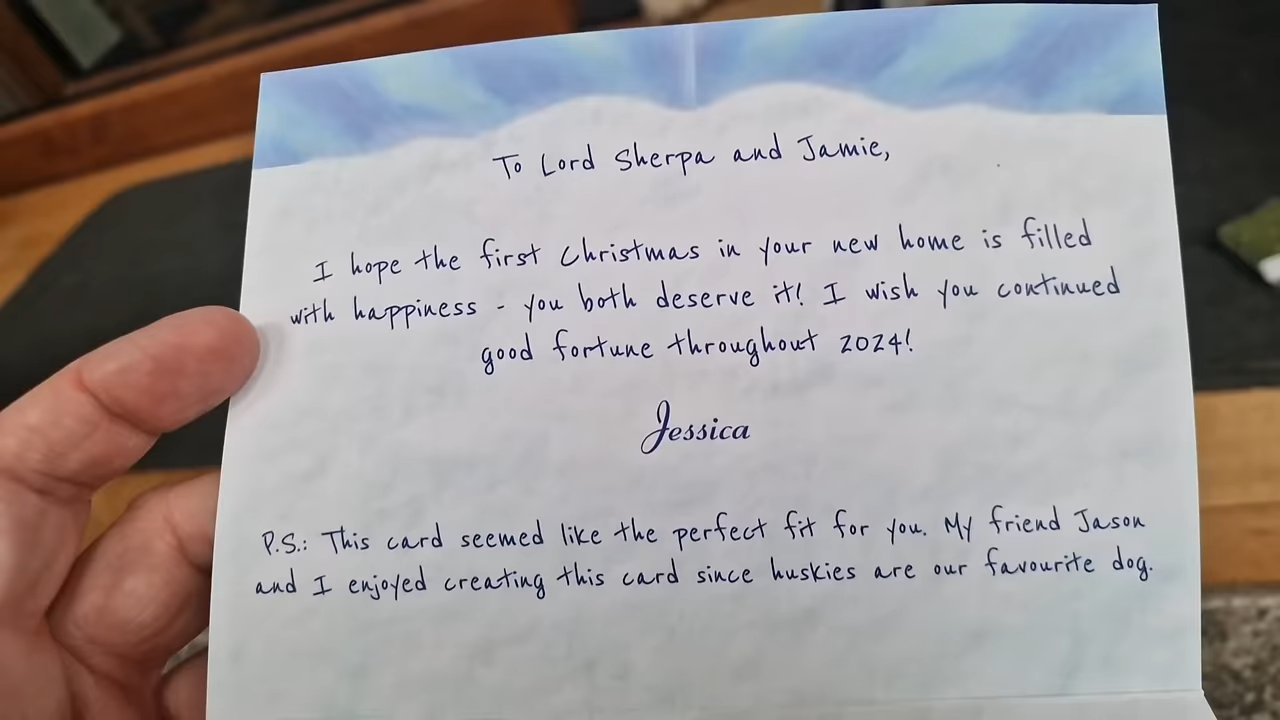 To Lord Sherpa and Jamie,
I hope the first Christmas in your new home is filled
with happiness - you both deserve it! I wish you continued
good fortune throughout 2024!
Jessica
P.S.: This card seemed like the perfect fit for you. My friend Jason
and I enjoyed creating this card since huskies are our favourite dog.